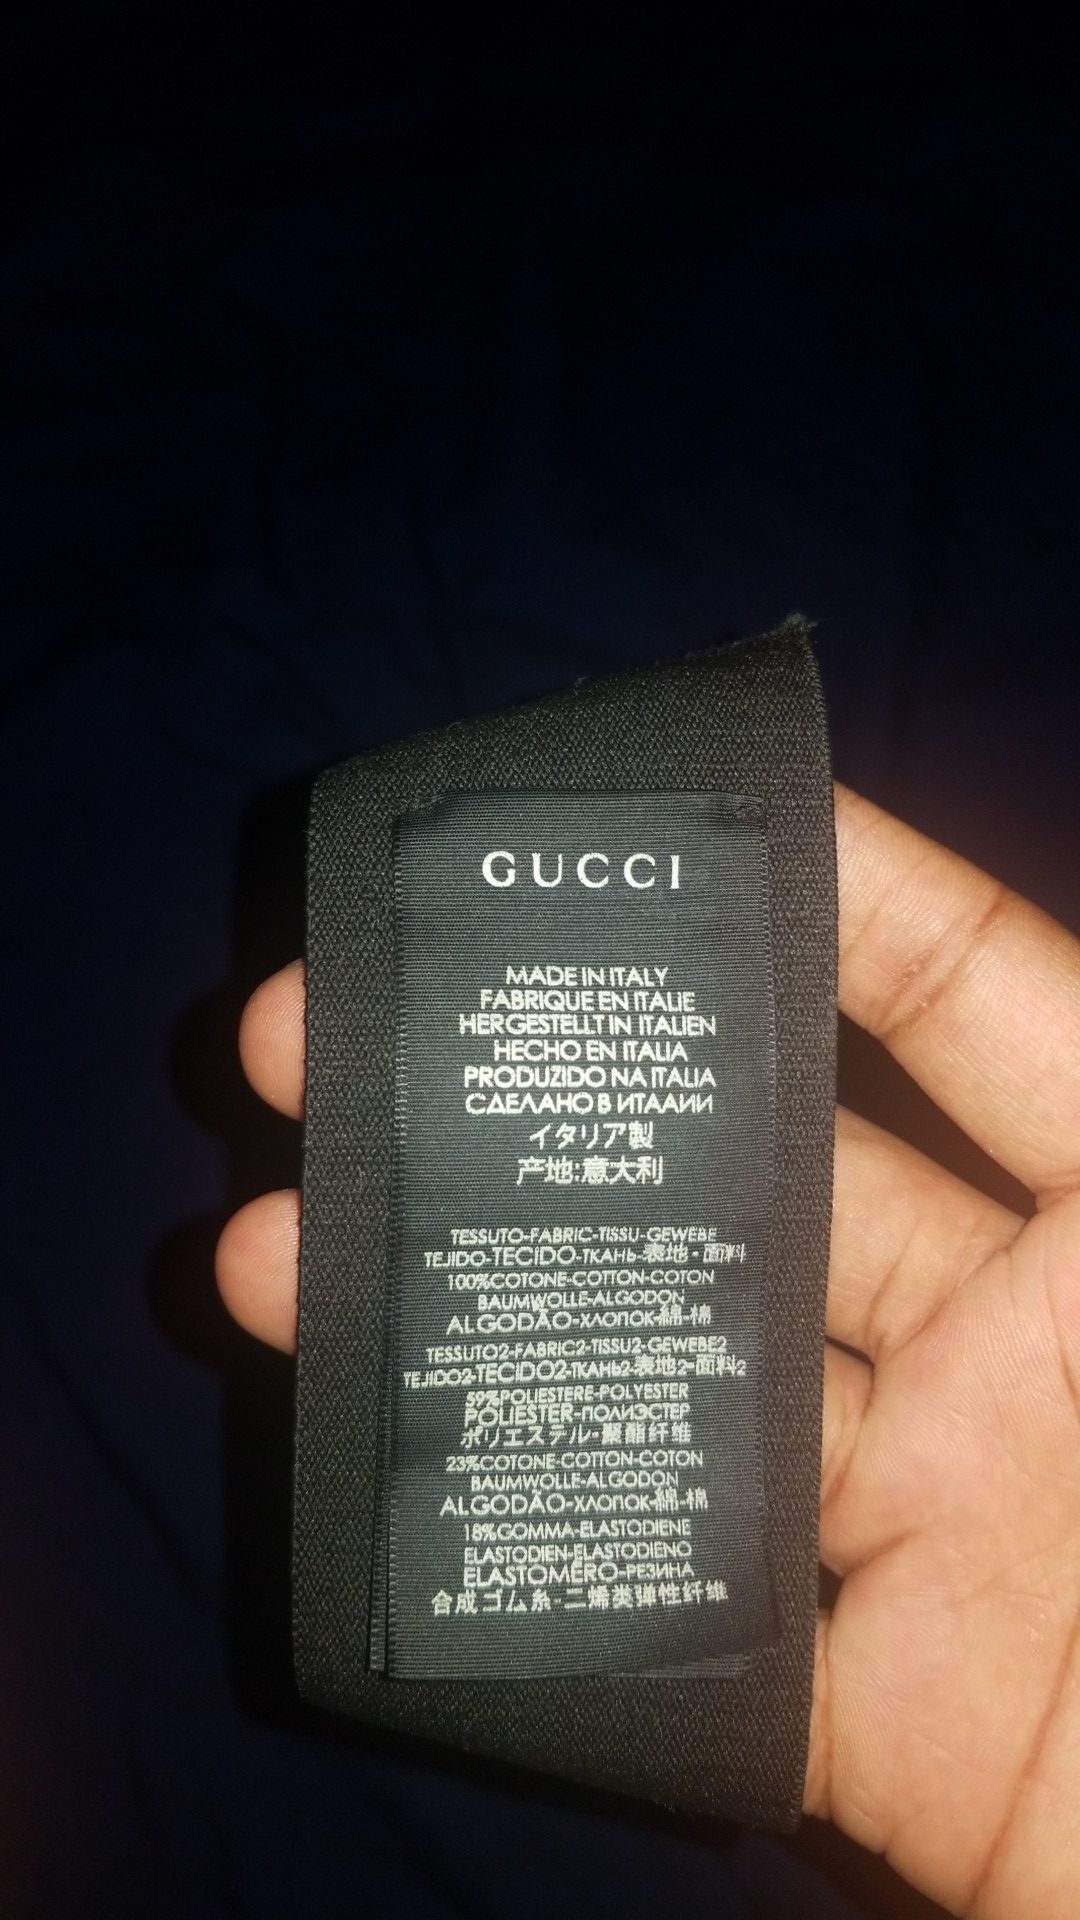 GUCCI
MADE IN ITALY
FABRIQUE EN ITALIE
HERGESTELLT IN ITALIEN
HECHO EN ITALIA
PRODUZIDO NA ITALIA
СДЕЛАНО В ИТАЛИИ
イタリア製
产地:意大利
TESSUTO-FABRIC-TISSU-GEWEBE
TEJIDO-TECIDO-ТКАНЬ-表地・面料
100%COTONE-COTTON-COTON
BAUMWOLLE-ALGODON
ALGODÃO-ХЛОПОК-綿-棉
TESSUTO2-FABRIC2-TISSU2-GEWEBE2
TEJIDO2-TECIDO2-ТКАНЬ2-表地2-面料2
59%POLIESTERE-POLYESTER
POLIESTER-ПОЛИЭСТЕР
ポリエステル・聚酯纤维
23%COTONE-COTTON-COTON
BAUMWOLLE-ALGODON
ALGODÃO-ХЛОПОК-綿-棉
18%GOMMA-ELASTODIENE
ELASTODIEN-ELASTODIENO
ELASTOMERO-РЕЗИНА
合成ゴム糸-二烯类弹性纤维